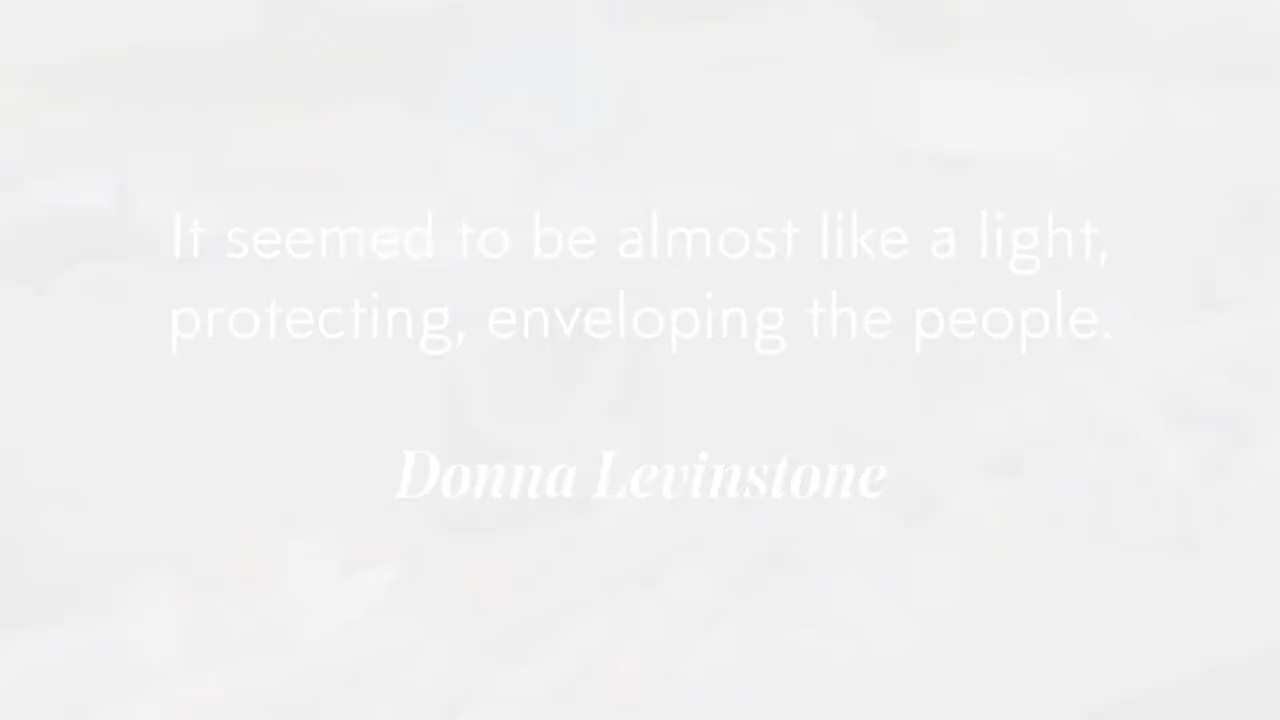 It seemed to be almost like a light,
protecting, enveloping the people.
Donna Levinstone